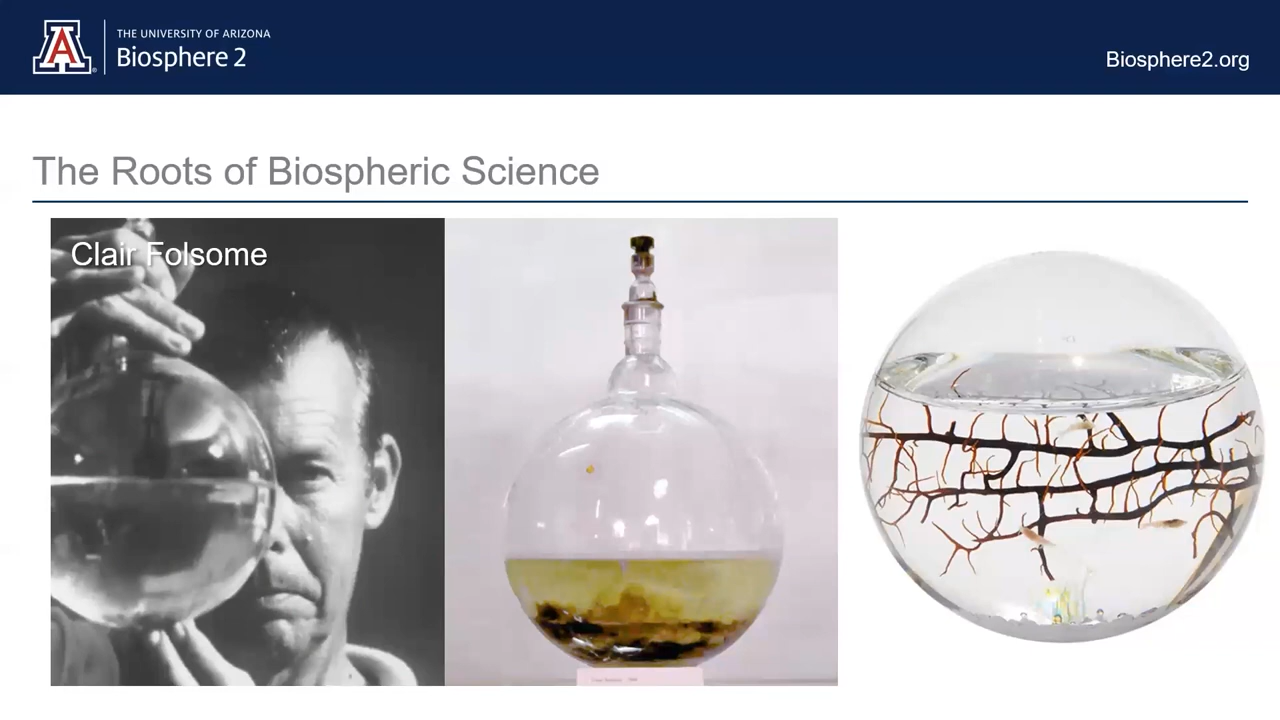 THE UNIVERSITY OF ARIZONA
Biosphere 2
Biosphere2.org
The Roots of Biospheric Science
Clair Folsome